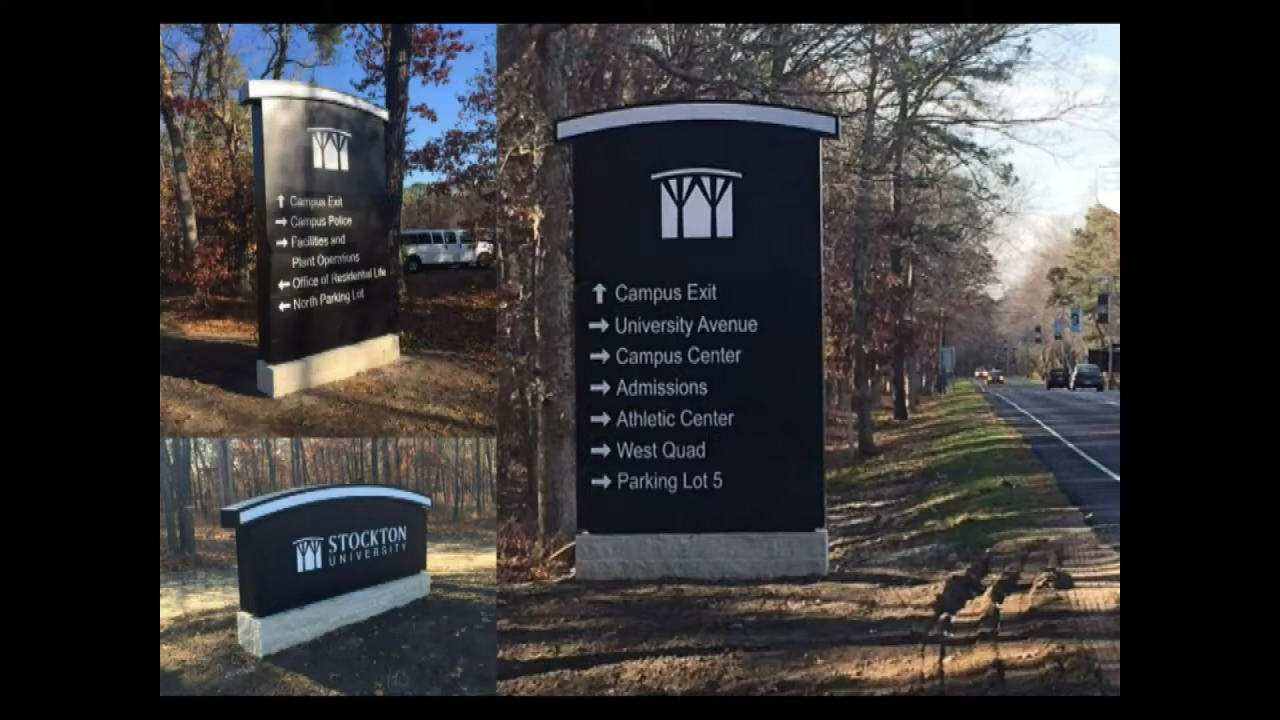 ↑ Campus Exit
→ Campus Police
→ Facilities and
Plant Operations
← Office of Residential Life
← North Parking Lot
STOCKTON
UNIVERSITY
↑ Campus Exit
→ University Avenue
→ Campus Center
→ Admissions
→ Athletic Center
→ West Quad
→ Parking Lot 5